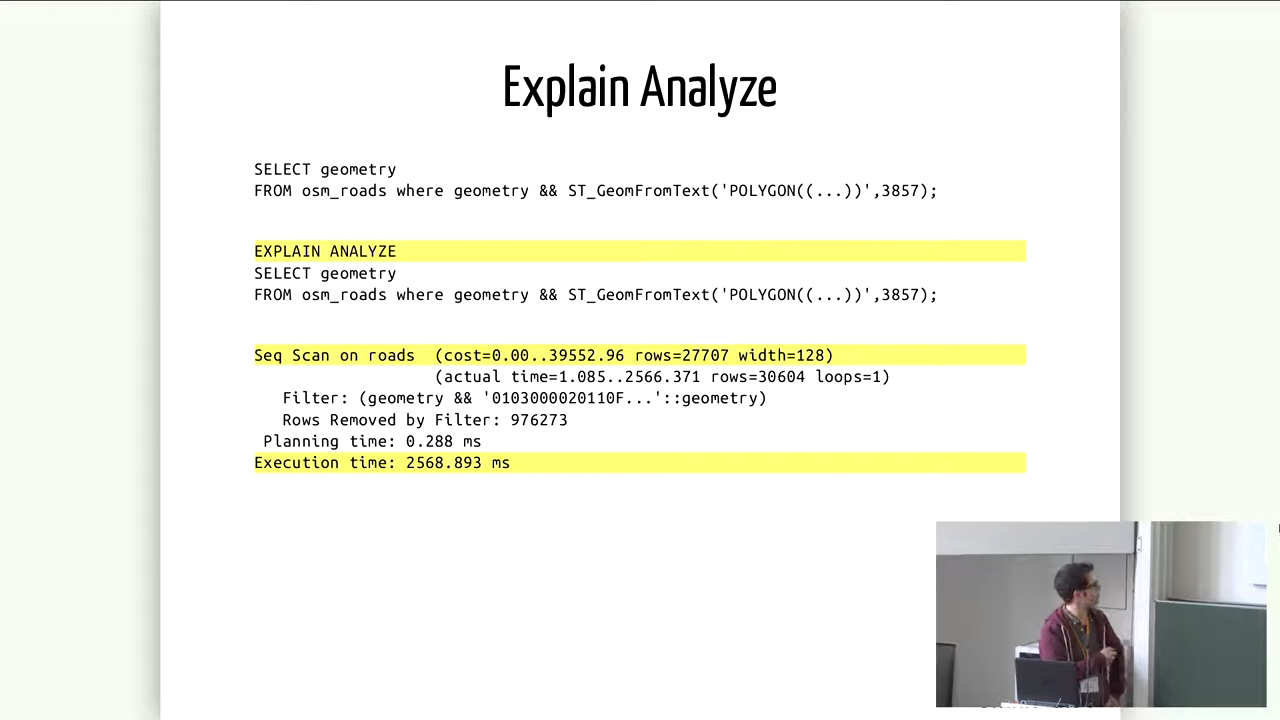 Explain Analyze
SELECT geometry
FROM osm_roads where geometry && ST_GeomFromText('POLYGON((...))',3857);
EXPLAIN ANALYZE
SELECT geometry
FROM osm_roads where geometry && ST_GeomFromText('POLYGON((...))',3857);
Seq Scan on roads (cost=0.00..39552.96 rows=27707 width=128)
(actual time=1.085..2566.371 rows=30604 loops=1)
Filter: (geometry && '0103000020110F...'::geometry)
Rows Removed by Filter: 976273
Planning time: 0.288 ms
Execution time: 2568.893 ms